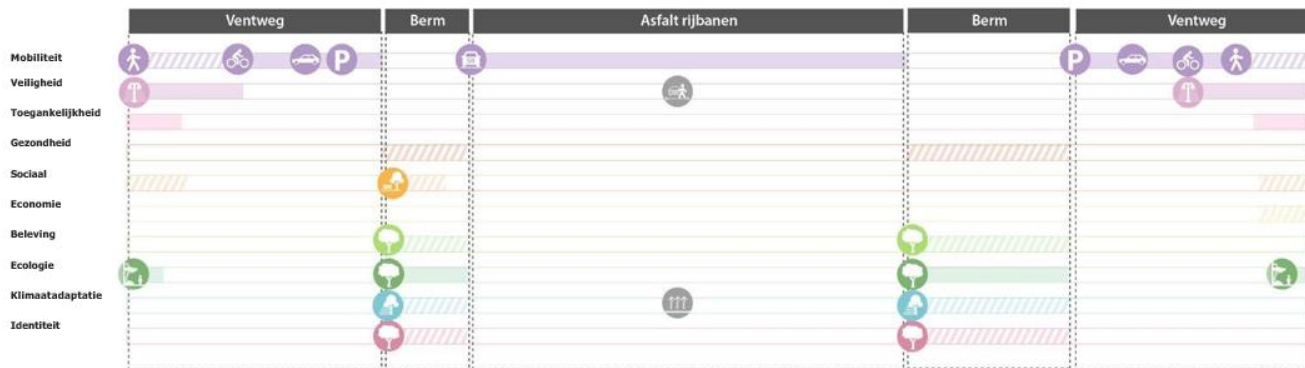 Ventweg Berm Asfalt rijbanen Berm Ventweg
Mobiliteit
P P
Veiligheid
Toegankelijkheid
Gezondheid
Sociaal
Economie
Beleving
Ecologie
Klimaatadaptatie
Identiteit